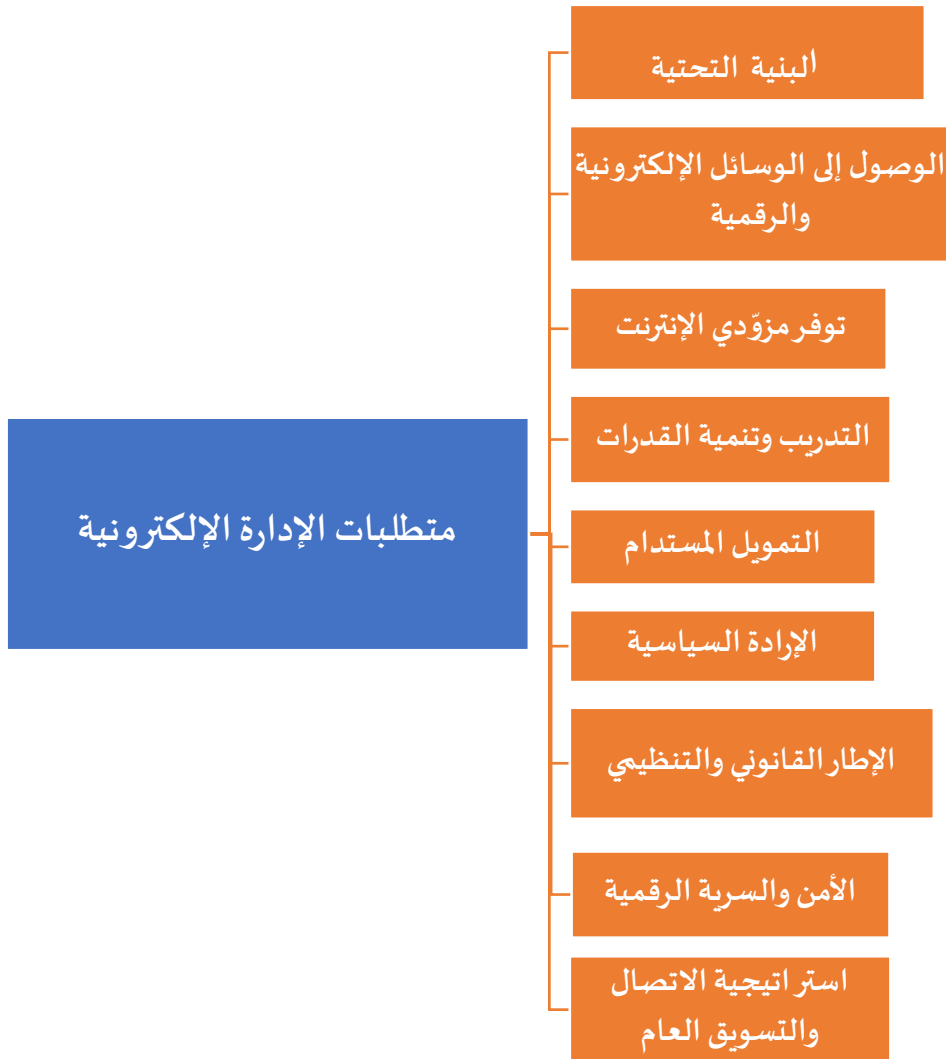 متطلبات الإدارة الإلكترونية
البنية التحتية
الوصول إلى الوسائل الإلكترونية
والرقمية
توفر مزوّدي الإنترنت
التدريب وتنمية القدرات
التمويل المستدام
الإرادة السياسية
الإطار القانوني والتنظيمي
الأمن والسرية الرقمية
استراتيجية الاتصال
والتسويق العام